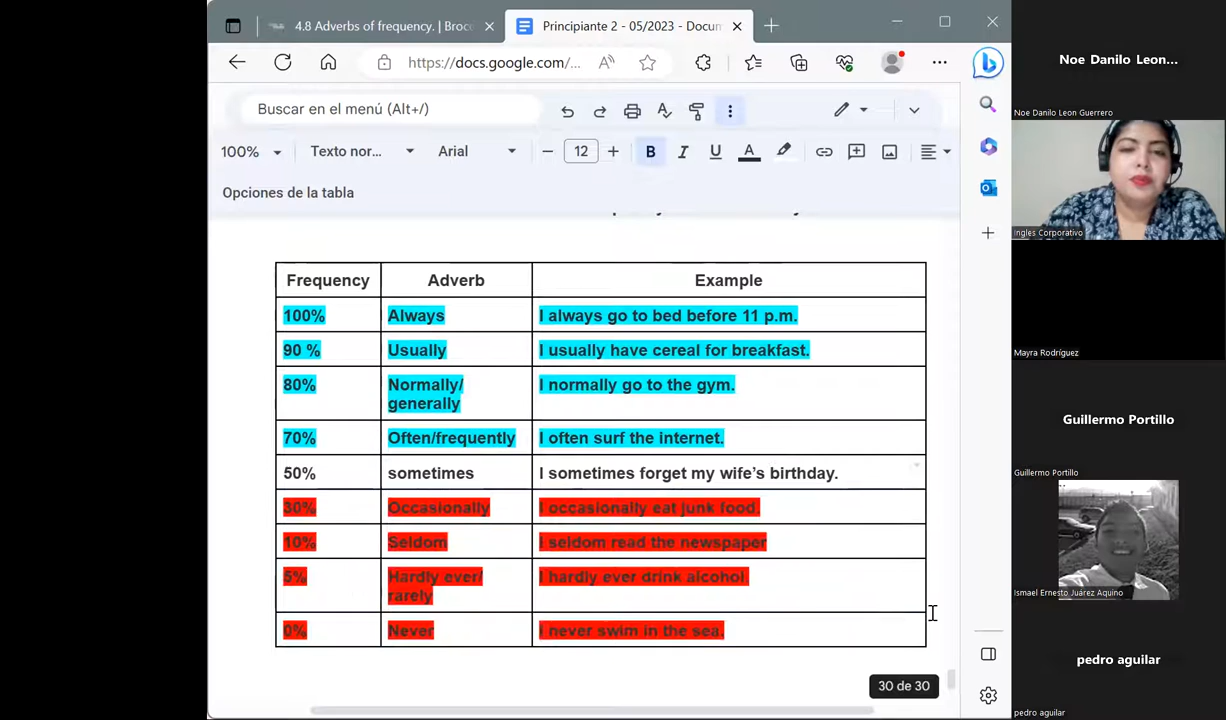 4.8 Adverbs of frequency. | Broce
Principiante 2 - 05/2023 - Docum
https://docs.google.com/...
Buscar en el menú (Alt+/)
100% Texto nor... Arial 12 B I U A
Opciones de la tabla
Frequency Adverb Example
100% Always I always go to bed before 11 p.m.
90 % Usually I usually have cereal for breakfast.
80% Normally/ I normally go to the gym.
generally
70% Often/frequently I often surf the internet.
50% sometimes I sometimes forget my wife's birthday.
30% Occasionally I occasionally eat junk food.
10% Seldom I seldom read the newspaper
5% Hardly ever/ I hardly ever drink alcohol
rarely
0% Never I never swim in the sea.
30 de 30
Noe Danilo Leon...
Noe Danilo Leon Guerrero
Ingles Corporativo
Mayra Rodríguez
Guillermo Portillo
Guillermo Portillo
Ismael Ernesto Juárez Aquino
pedro aguilar
pedro aguilar